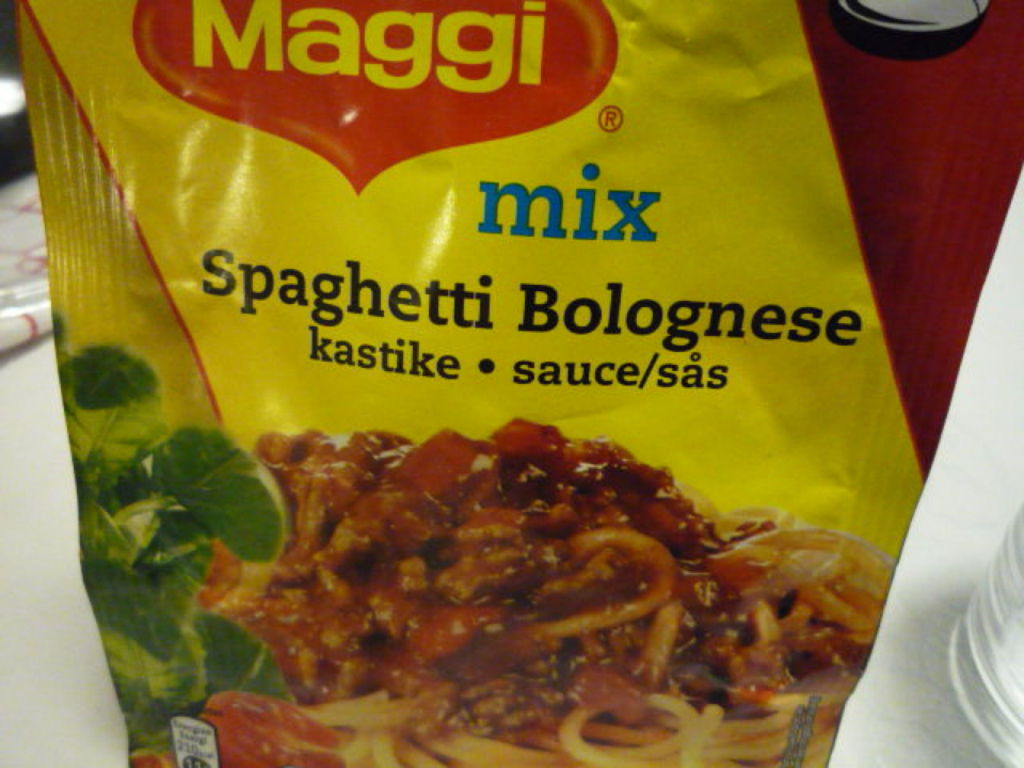 Maggi
®
mix
Spaghetti Bolognese
kastike • sauce/sås